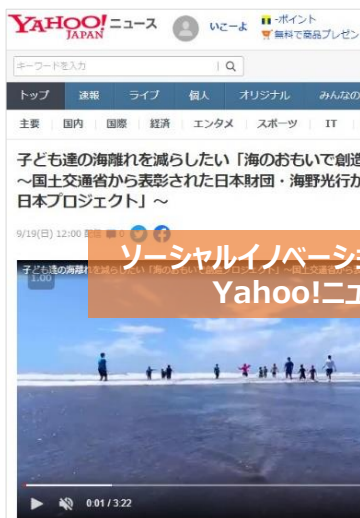 YAHOO! ニュース
JAPAN
いこーよ
-ポイント
無料で商品プレゼン
キーワードを入力
トップ 速報 ライブ 個人 オリジナル みんなの
主要 国内 国際 経済 エンタメ スポーツ IT
子ども達の海離れを減らしたい「海のおもいで創造
～国土交通省から表彰された日本財団・海野光行が
日本プロジェクト」～
9/19(日) 12:00 配信 0
ソーシャルイノベーショ
Yahoo!ニュ
子ども達の海離れを減らしたい「海のおもいで創造プロジェクト」～国土交通省から
1.00
0:01 / 3:22